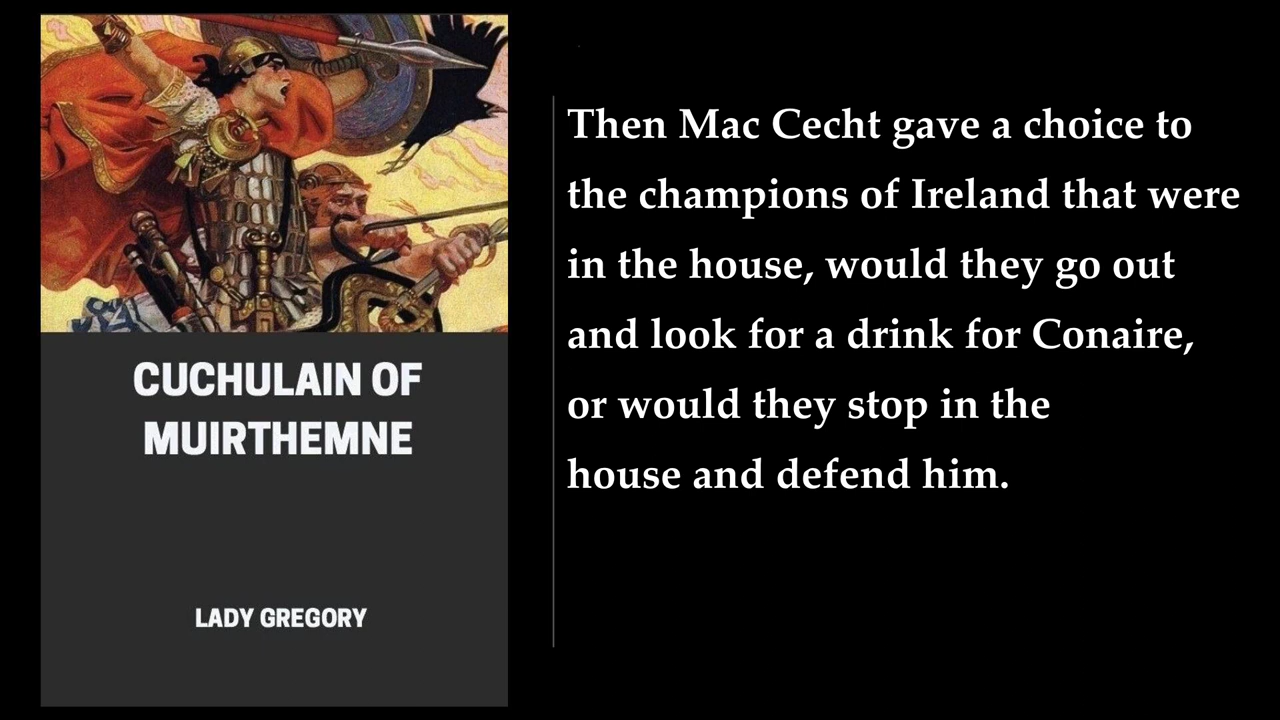 CUCHULAIN OF
MUIRTHEMNE
LADY GREGORY
Then Mac Cecht gave a choice to
the champions of Ireland that were
in the house, would they go out
and look for a drink for Conaire,
or would they stop in the
house and defend him.